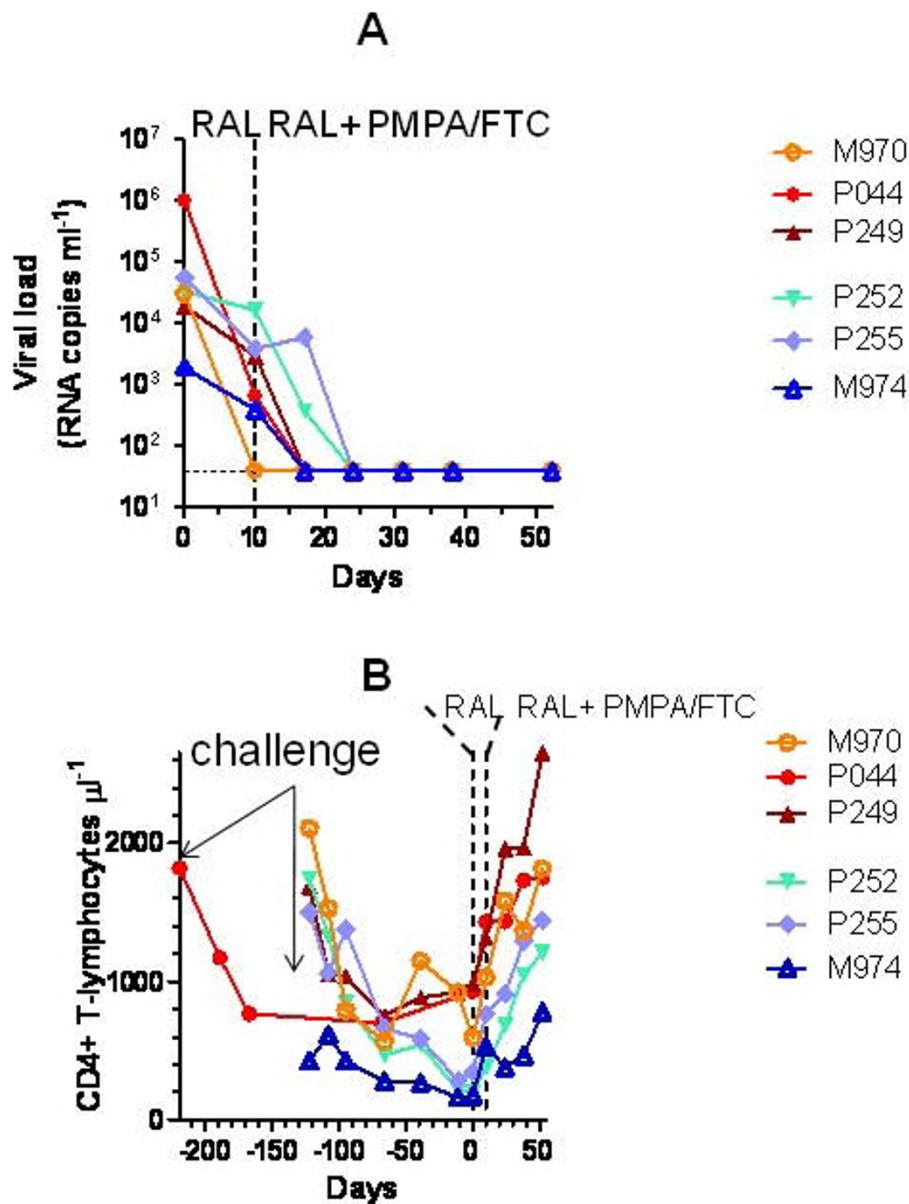 A
RAL RAL+ PMPA/FTC
Viral load
(RNA copies ml⁻¹)
10⁷
10⁶
10⁵
10⁴
10³
10²
10¹
0 10 20 30 40 50
Days
M970
P044
P249
P252
P255
M974
B
RAL RAL+ PMPA/FTC
challenge
CD4+ T-lymphocytes µl⁻¹
2000
1000
0
-200 -150 -100 -50 0 50
Days
M970
P044
P249
P252
P255
M974